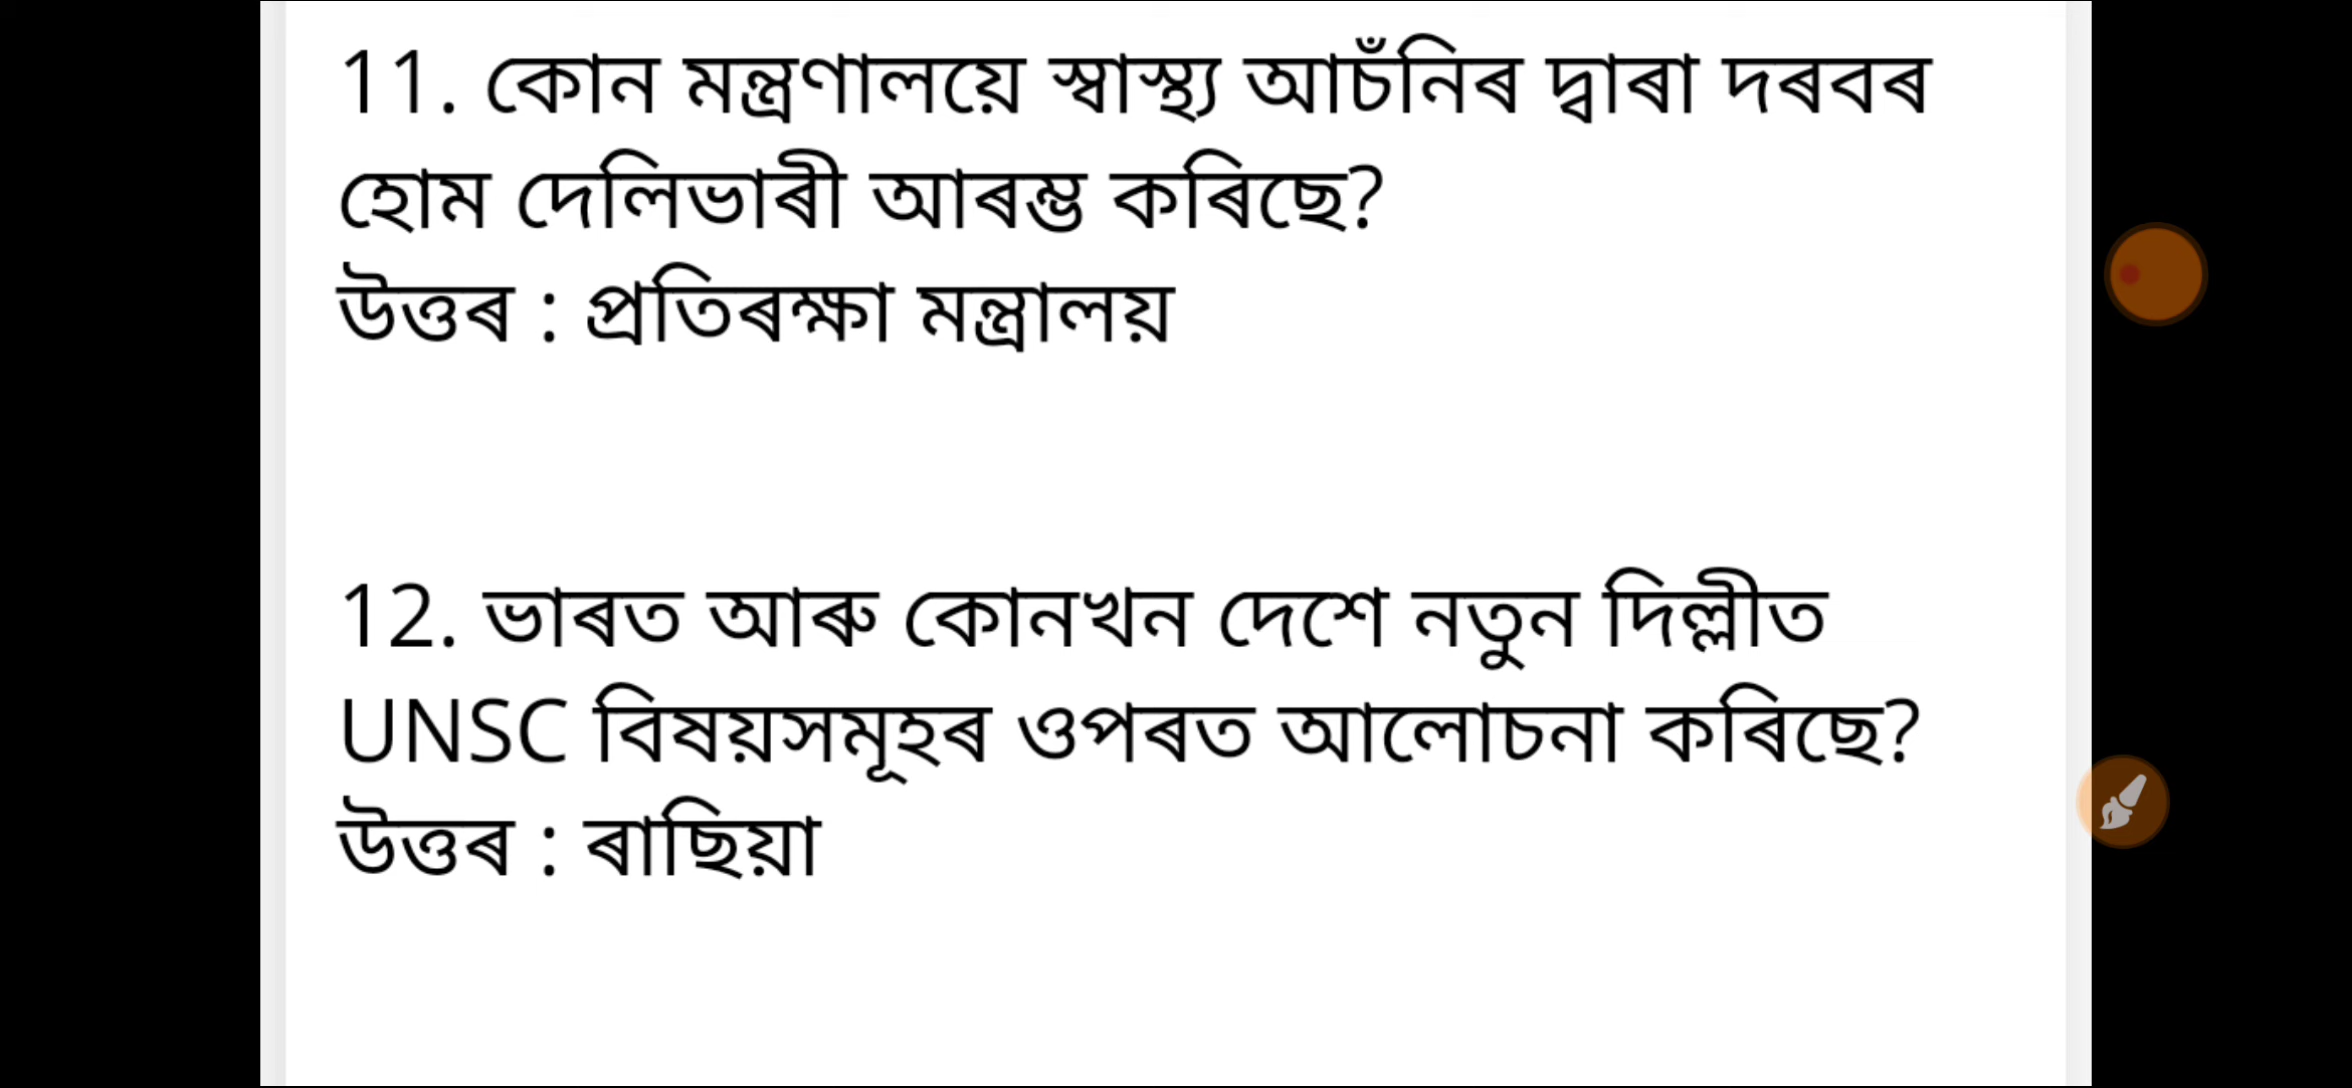 11. কোন মন্ত্রণালয়ে স্বাস্থ্য আচঁনিৰ দ্বাৰা দৰবৰ
হোম দেলিভাৰী আৰম্ভ কৰিছে?
উত্তৰ : প্ৰতিৰক্ষা মন্ত্ৰালয়
12. ভাৰত আৰু কোনখন দেশে নতুন দিল্লীত
UNSC বিষয়সমূহৰ ওপৰত আলোচনা কৰিছে?
উত্তৰ : ৰাছিয়া